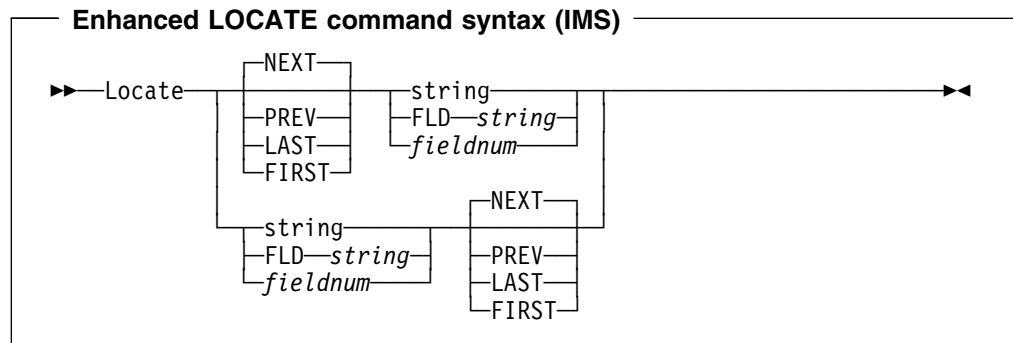 Enhanced LOCATE command syntax (IMS)
NEXT
Locate string
PREV FLD string
LAST fieldnum
FIRST
NEXT
string
FLD string PREV
fieldnum LAST
FIRST